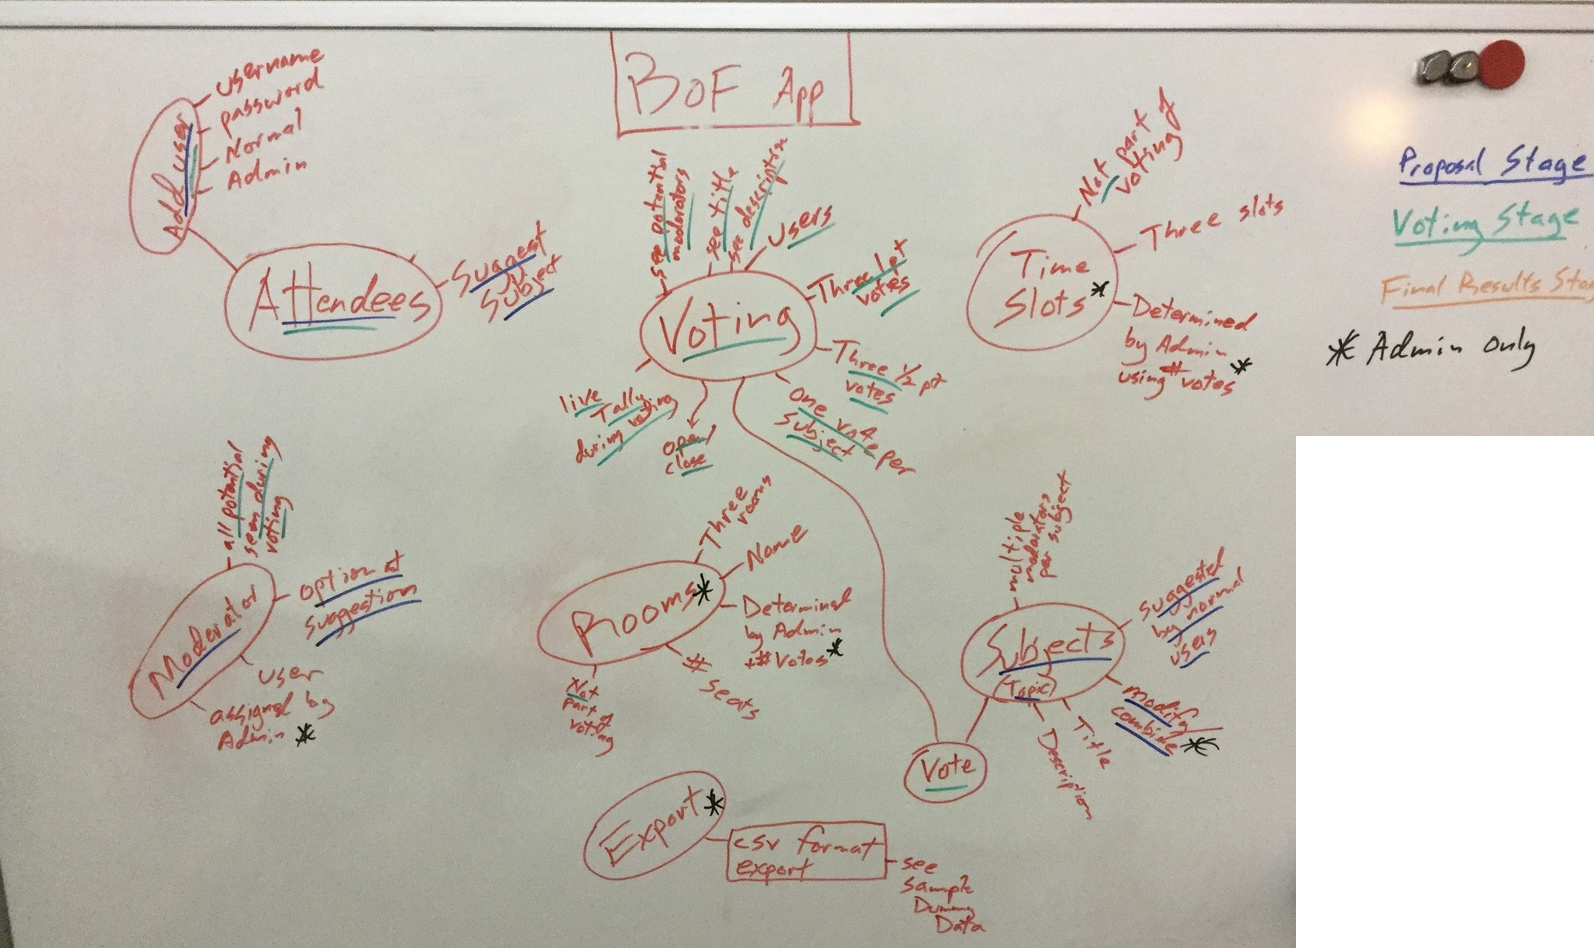 BoF App
username
password
Normal
Admin
Add user
Attendees
Suggest
Subject
see potential
moderators
see title
see description
Users
Three 1pt
votes
Voting
Three 1/2 pt
votes
One vote per
Subject
open/
close
live
Tally
during voting
Not part of
voting
Three slots
Time
Slots*
Determined
by Admin
using # votes*
Proposal Stage
Voting Stage
Final Results
* Admin only
all potential
seen during
voting
option at
suggestion
Moderator
user
assigned by
Admin *
Three
rooms
Name
Rooms*
Determined
by Admin
+# Votes*
# seats
Not
part of
voting
multiple
moderators
per subject
suggested
by normal
users
Subjects
(Topic)
modify/
combine *
Title
Description
Vote
Export*
csv format
export
see
sample
Dummy
Data